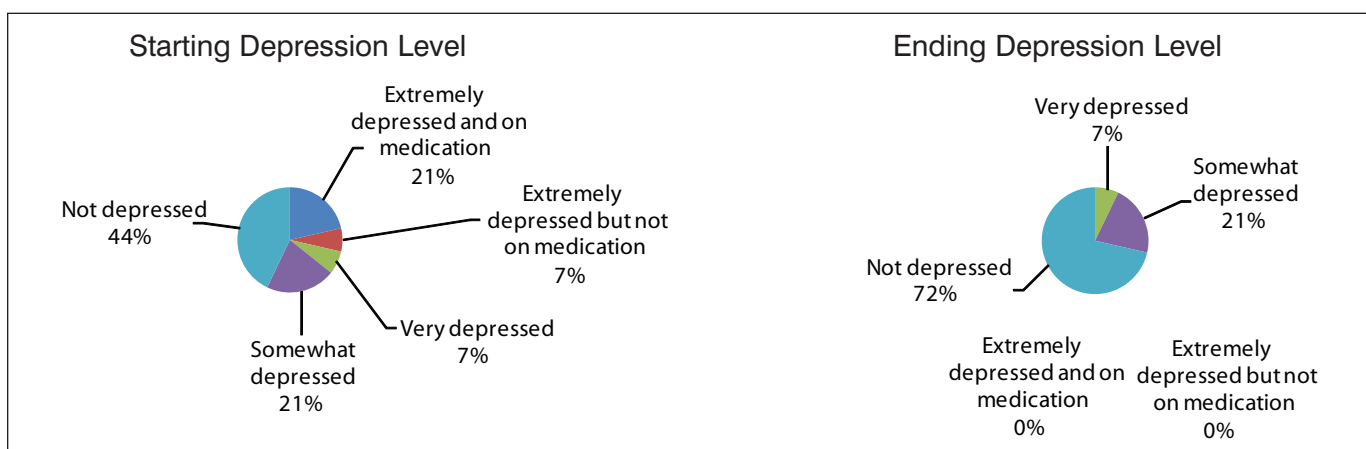 Starting Depression Level
Extremely
depressed and on
medication
21%
Extremely
depressed but not
on medication
7%
Very depressed
7%
Somewhat
depressed
21%
Not depressed
44%
Ending Depression Level
Very depressed
7%
Somewhat
depressed
21%
Not depressed
72%
Extremely
depressed and on
medication
0%
Extremely
depressed but not
on medication
0%